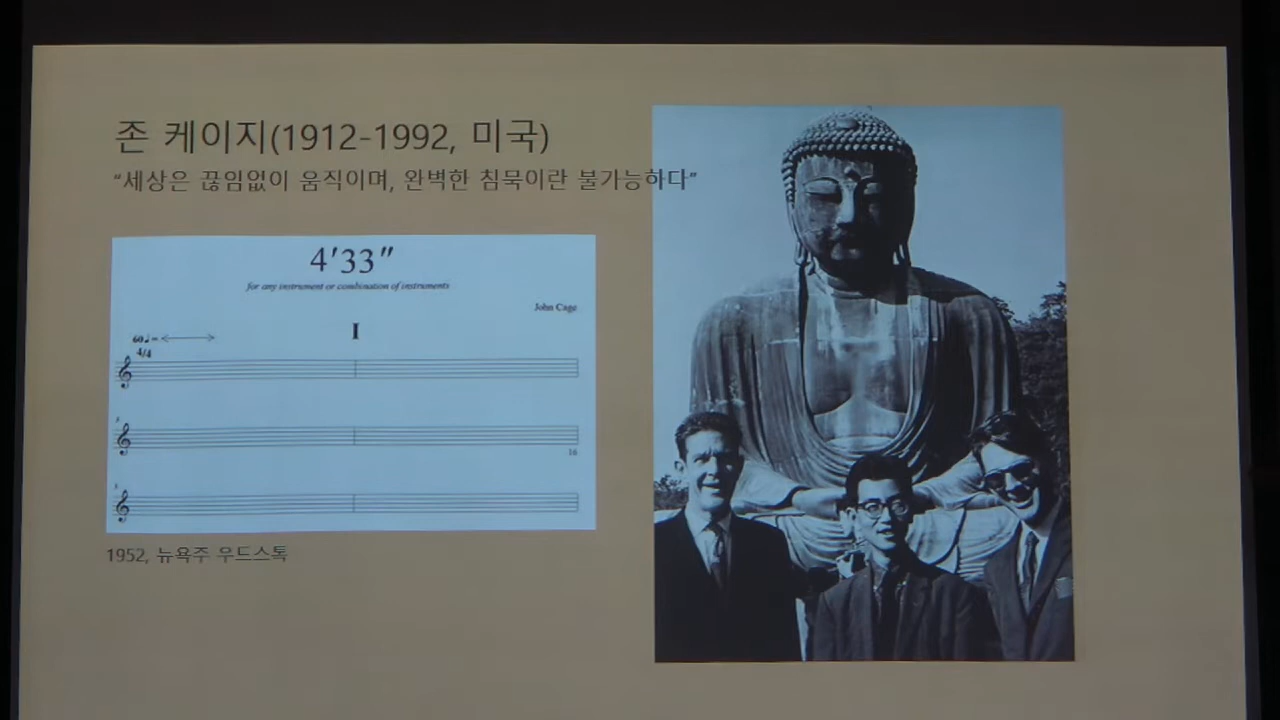 존 케이지(1912-1992, 미국)
“세상은 끊임없이 움직이며, 완벽한 침묵이란 불가능하다”
4′33″
for any instrument or combination of instruments
John Cage
I
60
4/4
16
1952, 뉴욕주 우드스톡